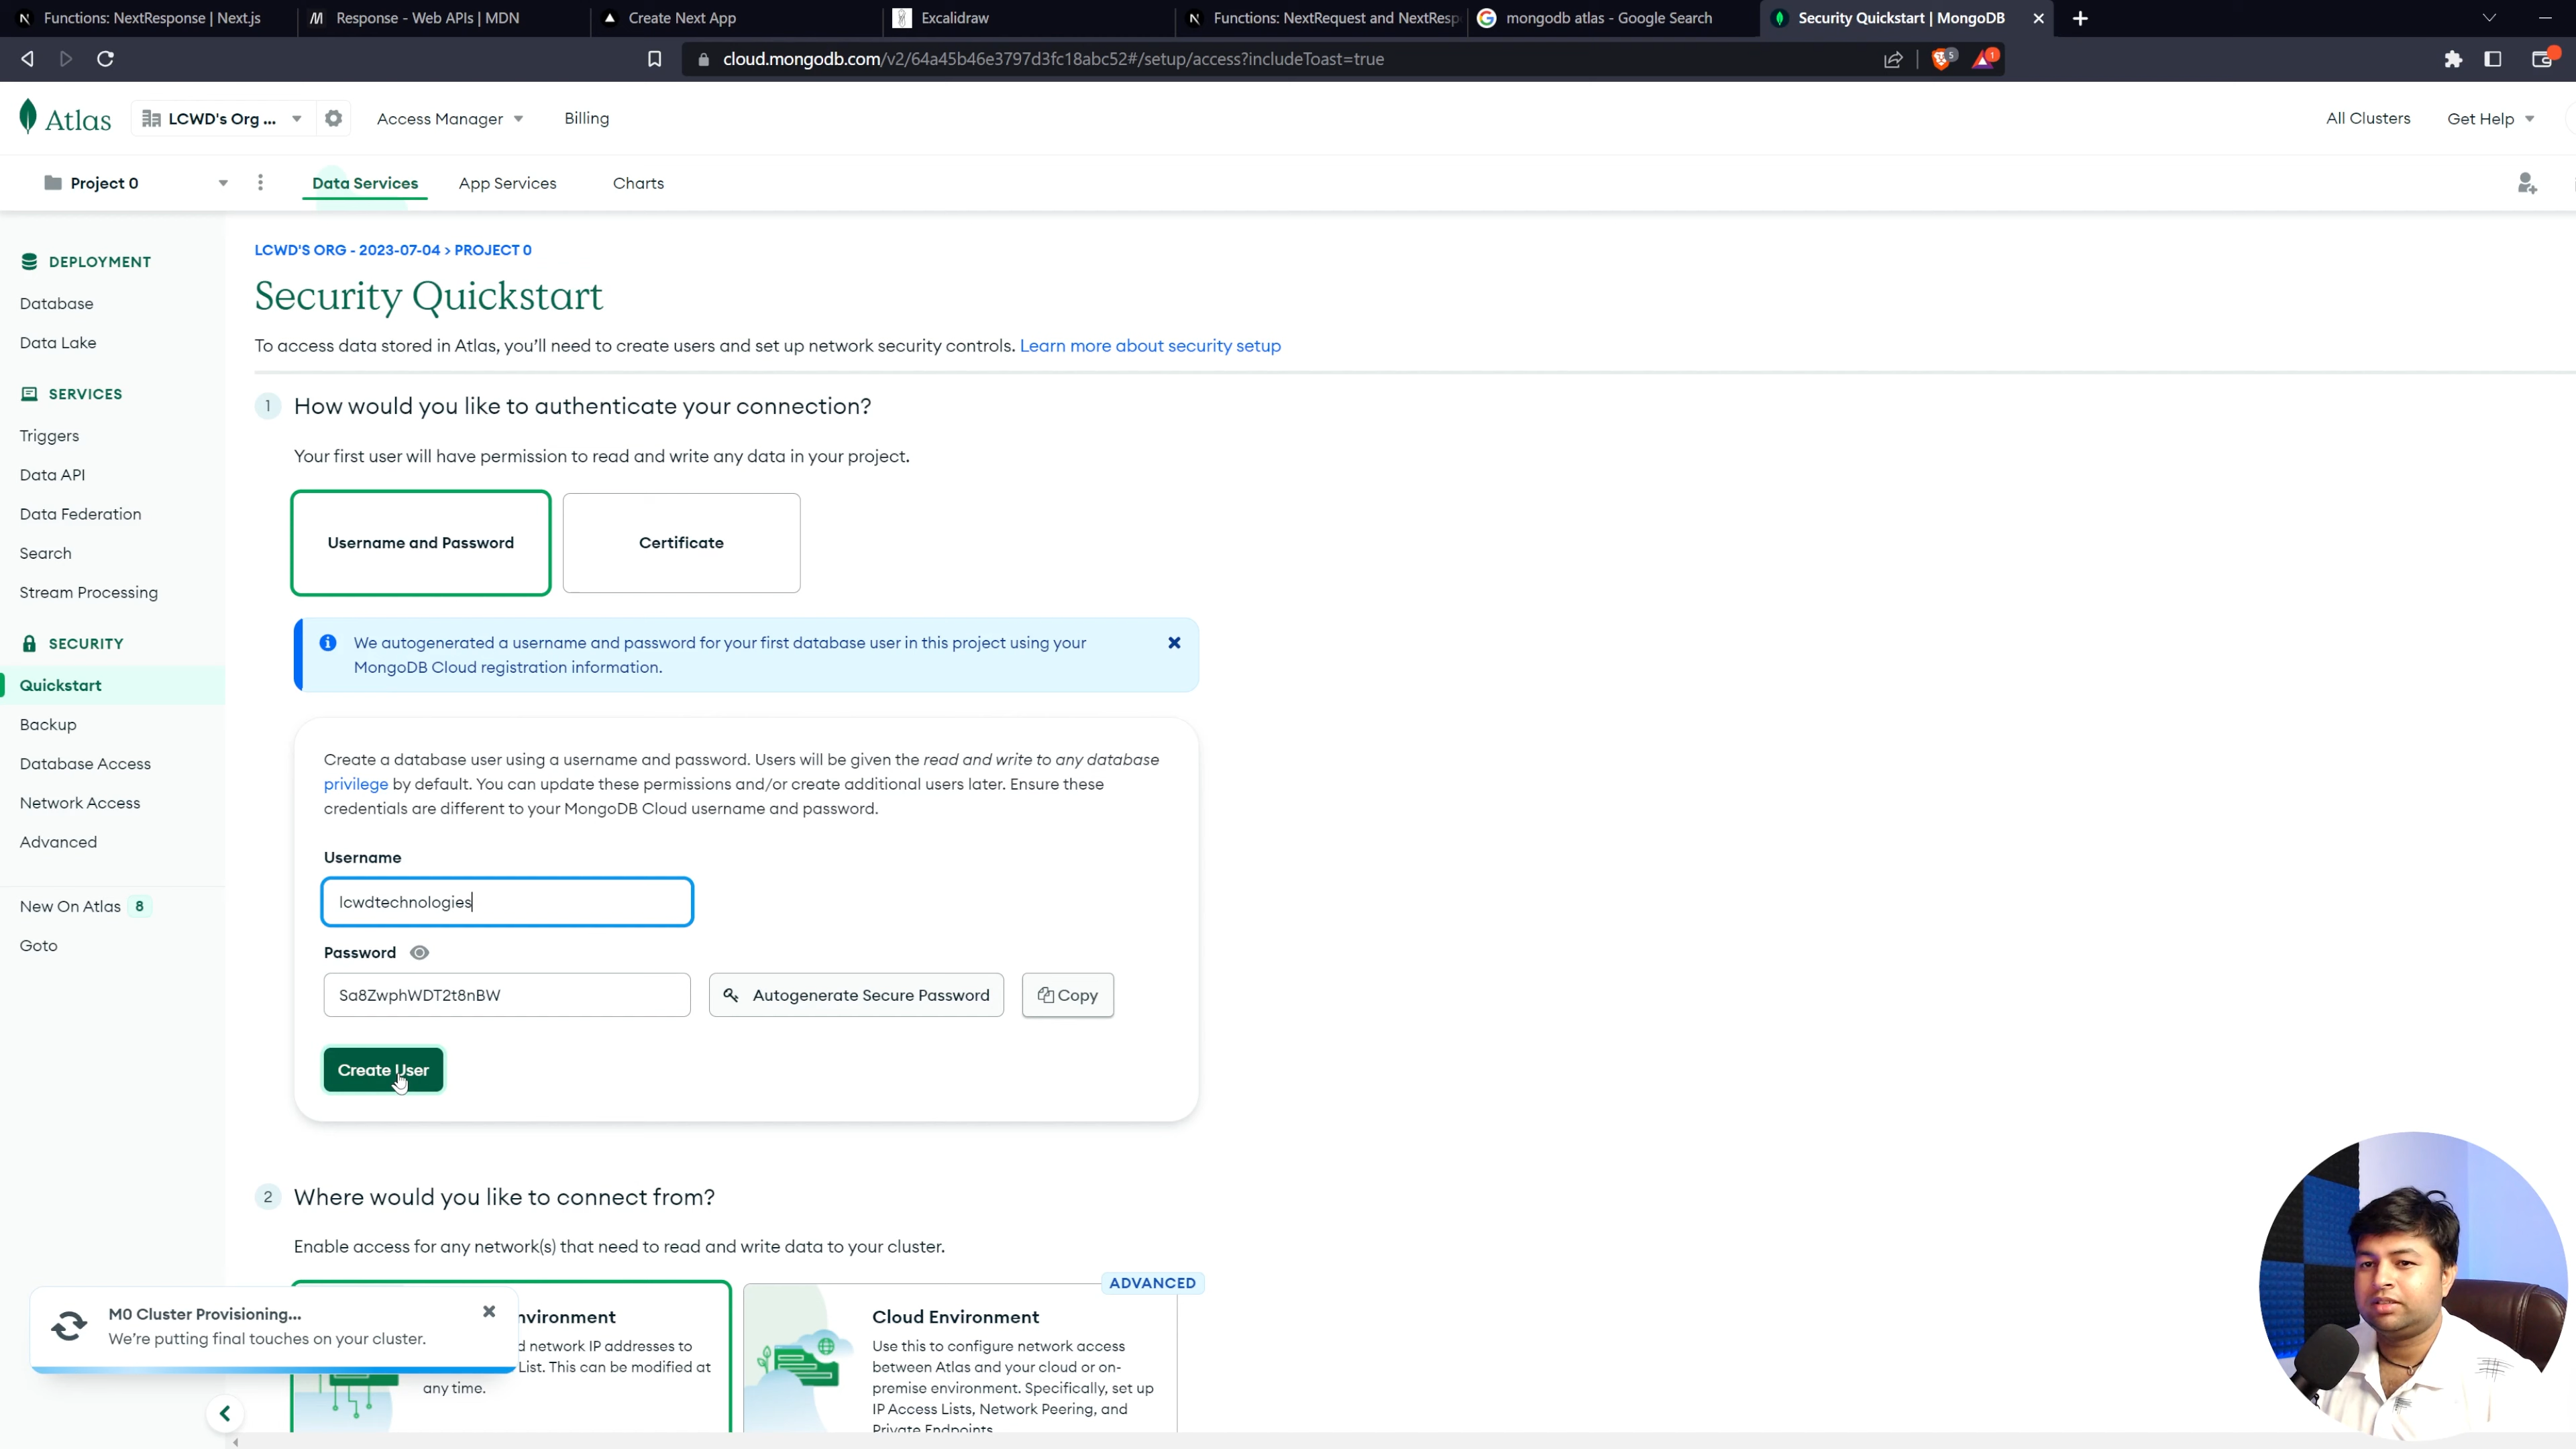 Functions: NextResponse | Next.js
Response - Web APIs | MDN
Create Next App
Excalidraw
Functions: NextRequest and NextResp
mongodb atlas - Google Search
Security Quickstart | MongoDB
cloud.mongodb.com/v2/64a45b46e3797d3fc18abc52#/setup/access?includeToast=true
5
1
Atlas
LCWD's Org ...
Access Manager
Billing
All Clusters
Get Help
Project 0
Data Services
App Services
Charts
DEPLOYMENT
Database
Data Lake
SERVICES
Triggers
Data API
Data Federation
Search
Stream Processing
SECURITY
Quickstart
Backup
Database Access
Network Access
Advanced
New On Atlas 8
Goto
LCWD'S ORG - 2023-07-04 > PROJECT 0
Security Quickstart
To access data stored in Atlas, you'll need to create users and set up network security controls. Learn more about security setup
1 How would you like to authenticate your connection?
Your first user will have permission to read and write any data in your project.
Username and Password
Certificate
We autogenerated a username and password for your first database user in this project using your
MongoDB Cloud registration information.
Create a database user using a username and password. Users will be given the read and write to any database
privilege by default. You can update these permissions and/or create additional users later. Ensure these
credentials are different to your MongoDB Cloud username and password.
Username
lcwdtechnologies
Password
Sa8ZwphWDT2t8nBW
Autogenerate Secure Password
Copy
Create User
2 Where would you like to connect from?
Enable access for any network(s) that need to read and write data to your cluster.
M0 Cluster Provisioning...
We're putting final touches on your cluster.
nvironment
d network IP addresses to
List. This can be modified at
any time.
ADVANCED
Cloud Environment
Use this to configure network access
between Atlas and your cloud or on-
premise environment. Specifically, set up
IP Access Lists, Network Peering, and
Private Endpoints.